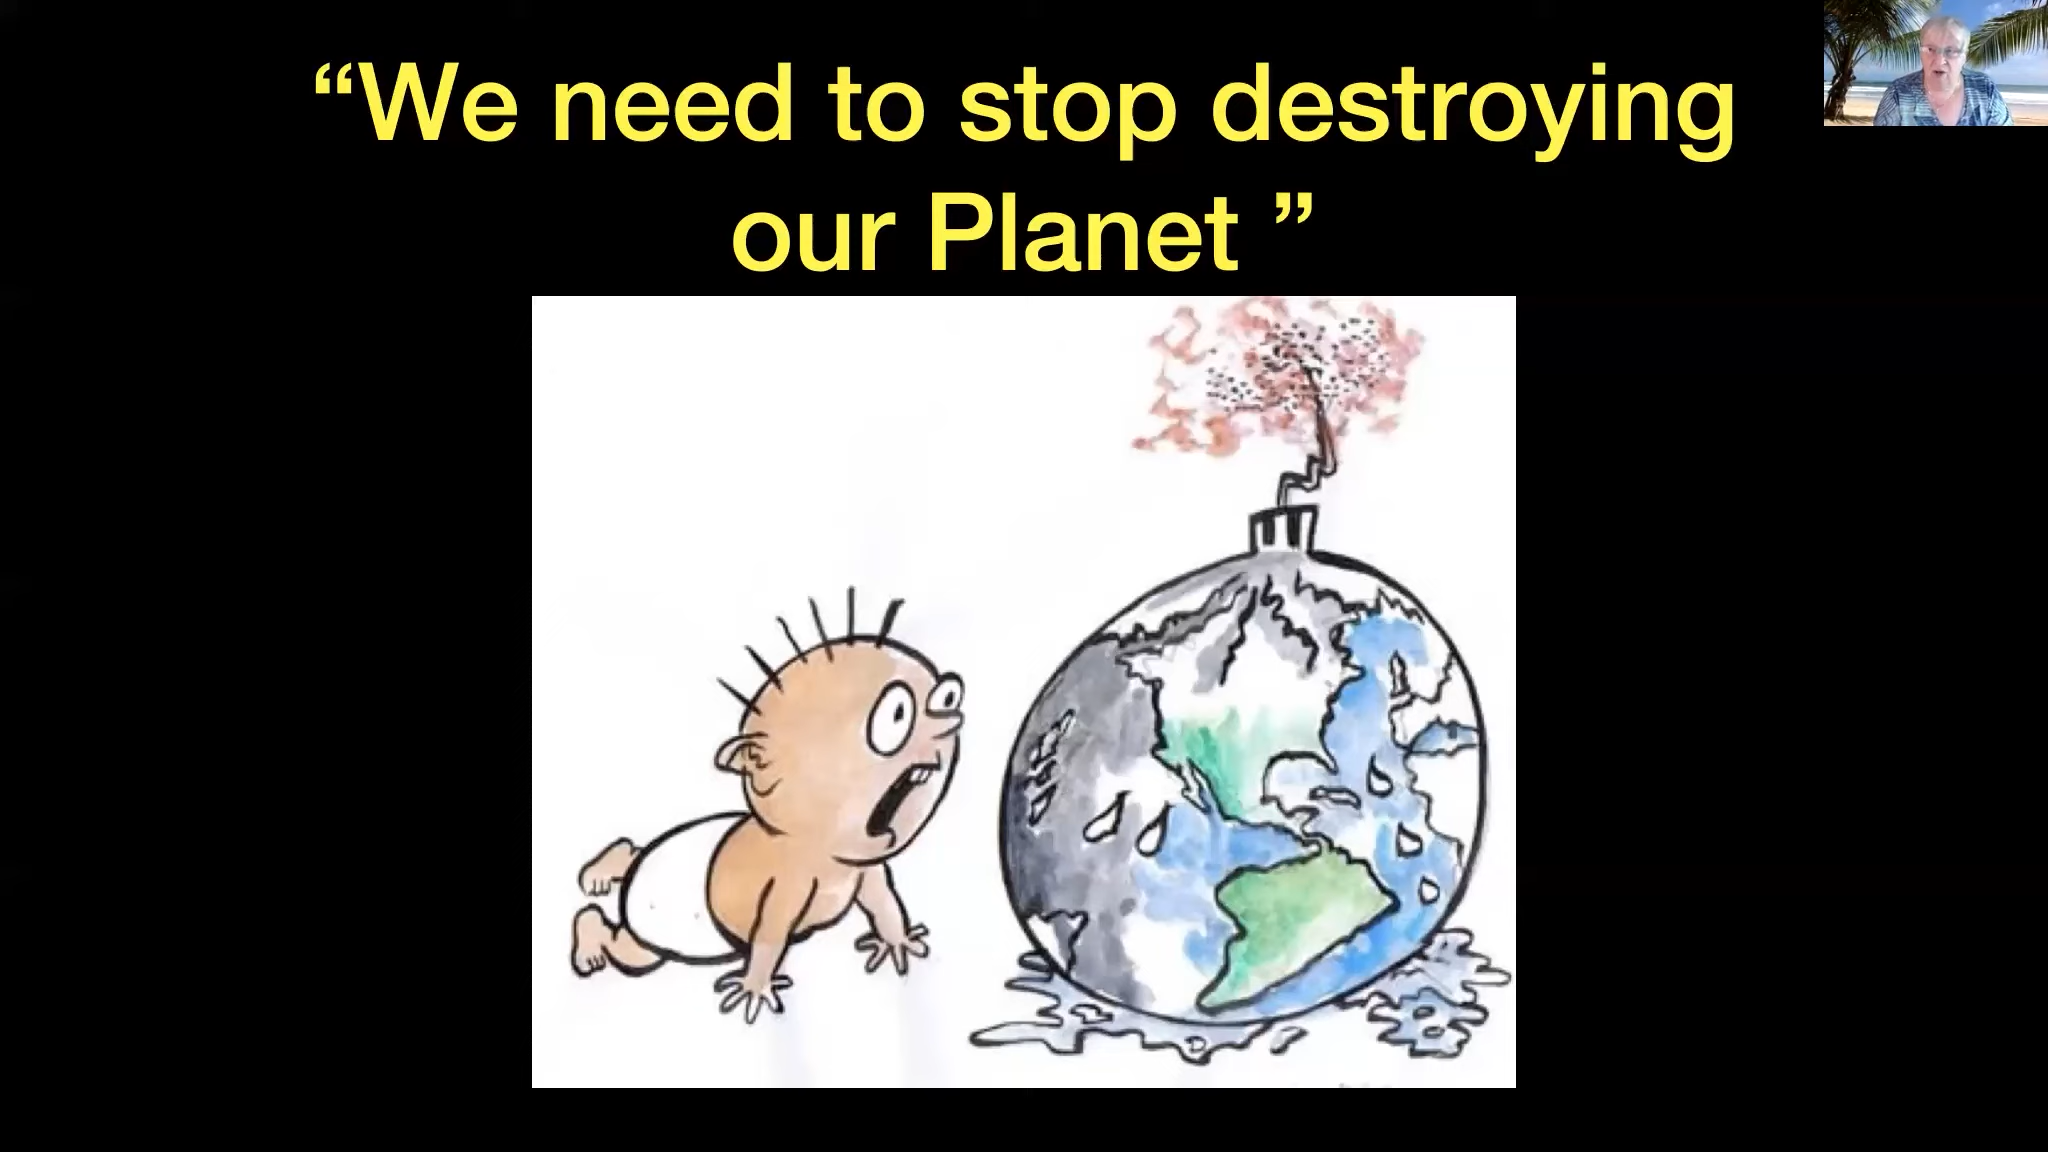 “We need to stop destroying
our Planet ”